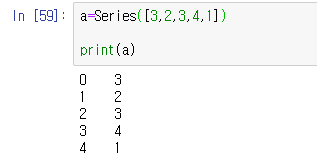 In [59]: a=Series([3,2,3,4,1])
print(a)
0 3
1 2
2 3
3 4
4 1